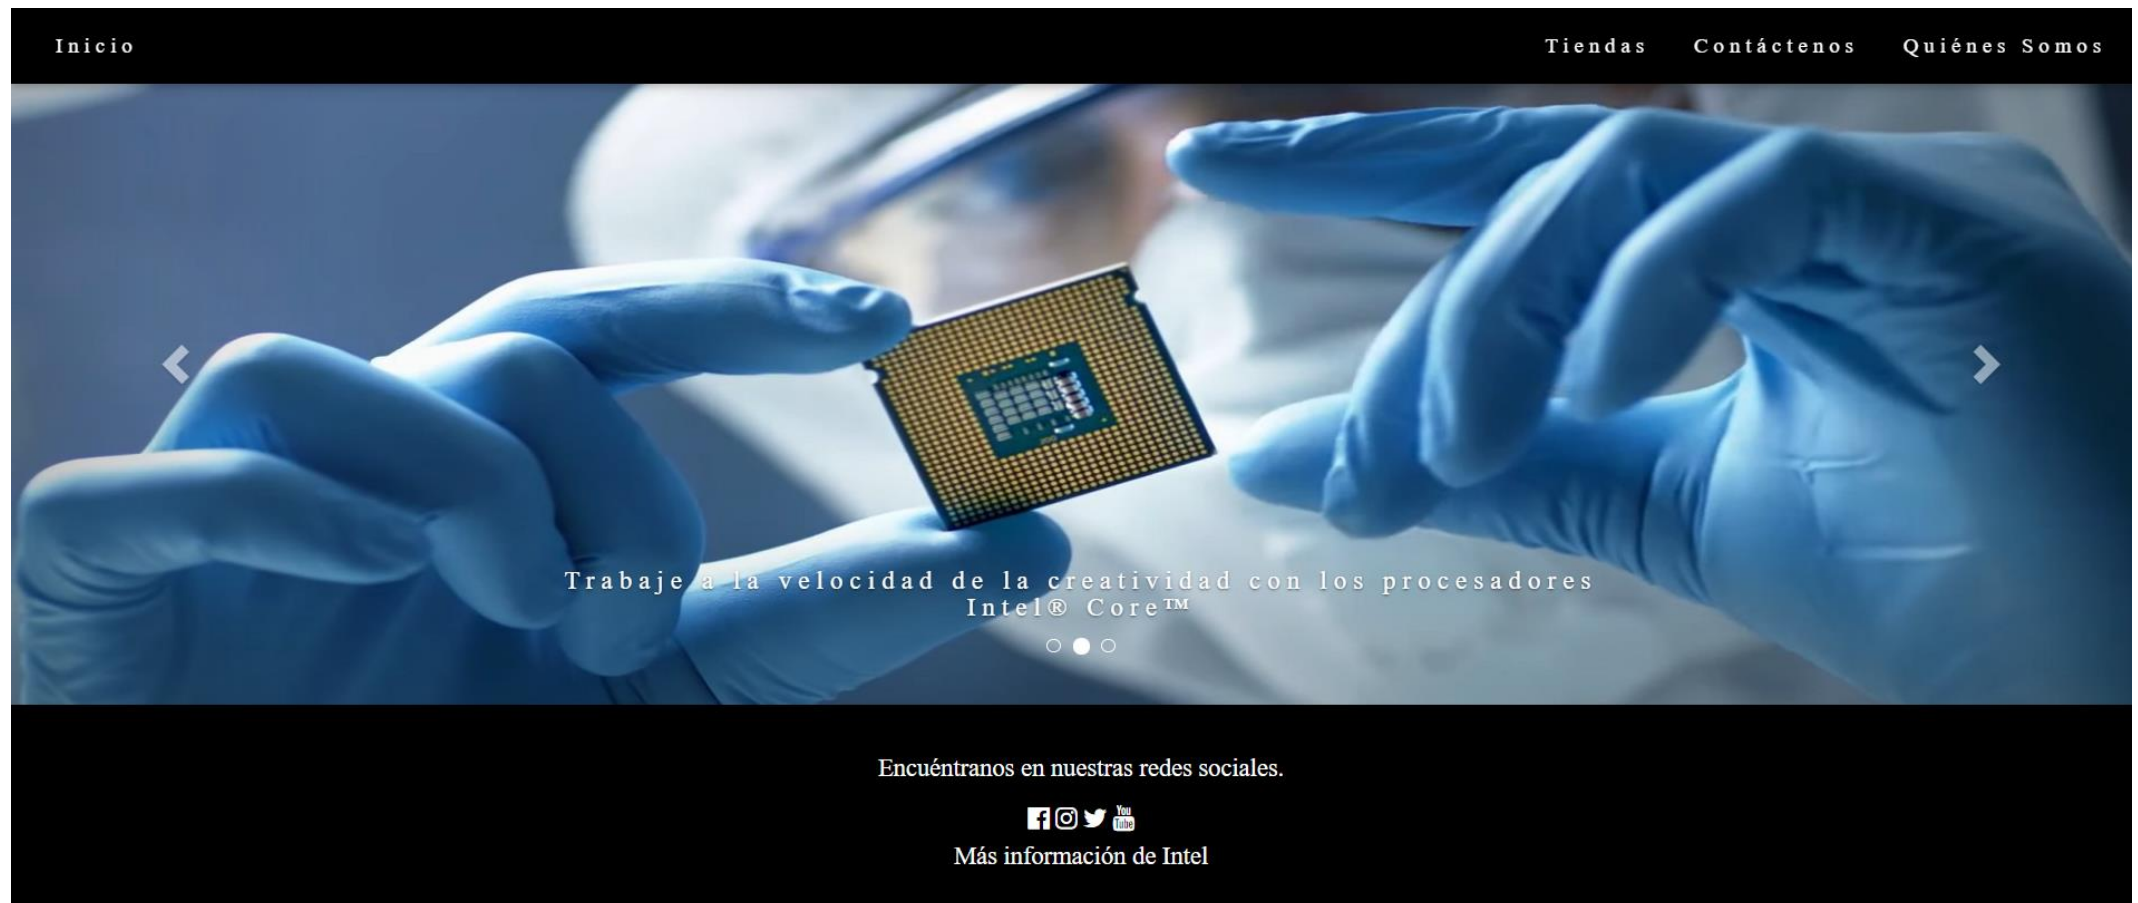 Inicio
Tiendas
Contáctenos
Quiénes Somos
Trabaje a la velocidad de la creatividad con los procesadores
Intel® Core™
Encuéntranos en nuestras redes sociales.
You
Tube
Más información de Intel